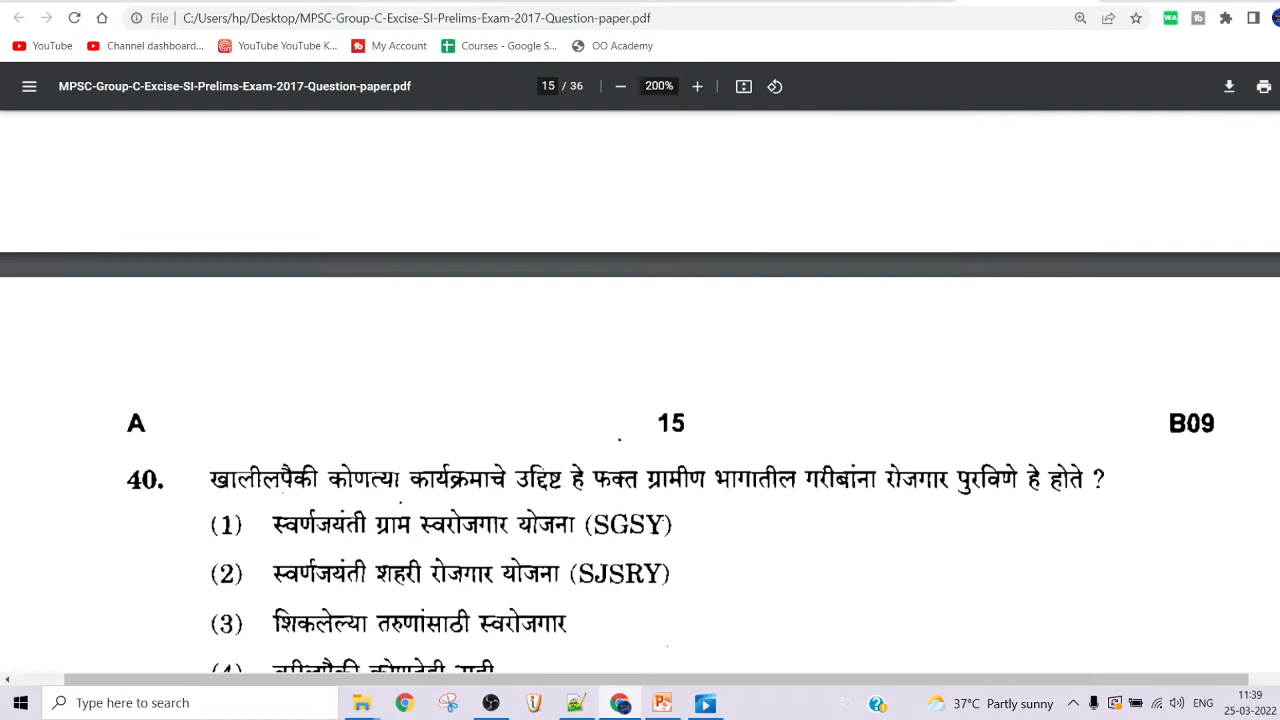 File | C:/Users/hp/Desktop/MPSC-Group-C-Excise-SI-Prelims-Exam-2017-Question-paper.pdf
YouTube Channel dashboard... YouTube YouTube K... My Account Courses - Google S... OO Academy
MPSC-Group-C-Excise-SI-Prelims-Exam-2017-Question-paper.pdf 15 / 36 200%
A 15 B09
40. खालीलपैकी कोणत्या कार्यक्रमाचे उद्दिष्ट हे फक्त ग्रामीण भागातील गरीबांना रोजगार पुरविणे हे होते ?
(1) स्वर्णजयंती ग्राम स्वरोजगार योजना (SGSY)
(2) स्वर्णजयंती शहरी रोजगार योजना (SJSRY)
(3) शिकलेल्या तरुणांसाठी स्वरोजगार
Type here to search 37°C Partly sunny ENG 11:39
25-03-2022